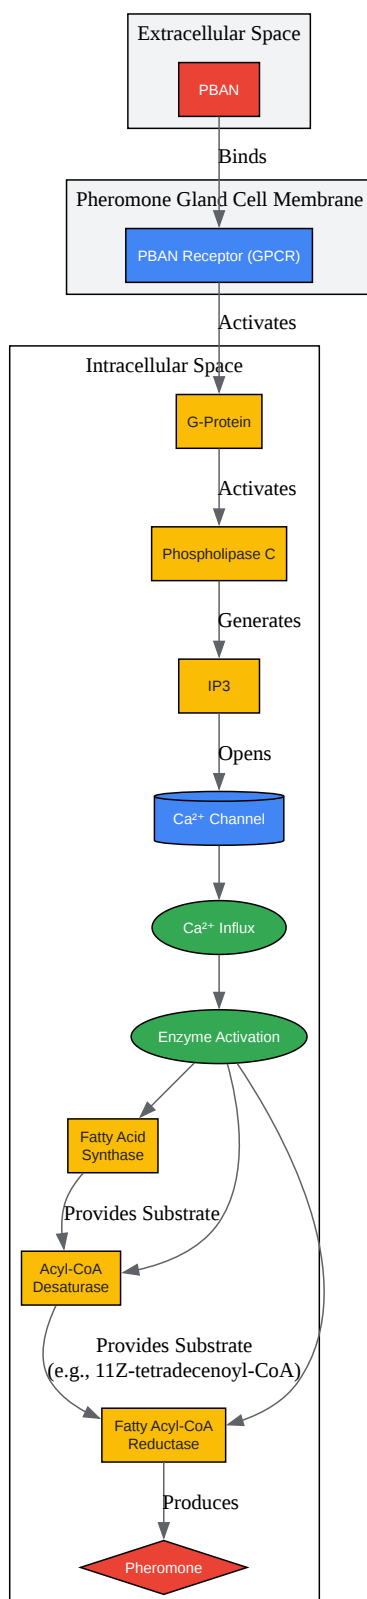 Extracellular Space
PBAN
Binds
Pheromone Gland Cell Membrane
PBAN Receptor (GPCR)
Activates
Intracellular Space
G-Protein
Activates
Phospholipase C
Generates
IP3
Opens
Ca²⁺ Channel
Ca²⁺ Influx
Enzyme Activation
Fatty Acid
Synthase
Provides Substrate
Acyl-CoA
Desaturase
Provides Substrate
(e.g., 11Z-tetradecenoyl-CoA)
Fatty Acyl-CoA
Reductase
Produces
Pheromone